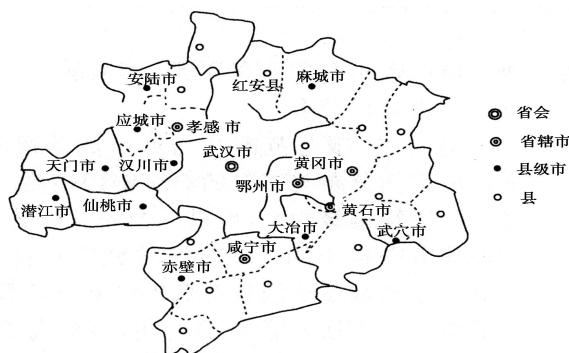 安陆市
红安县
麻城市
应城市
孝感 市
武汉市
天门市
汉川市
黄冈市
鄂州市
潜江市
仙桃市
黄石市
大冶市
武穴市
咸宁市
赤壁市
省会
省辖市
县级市
县